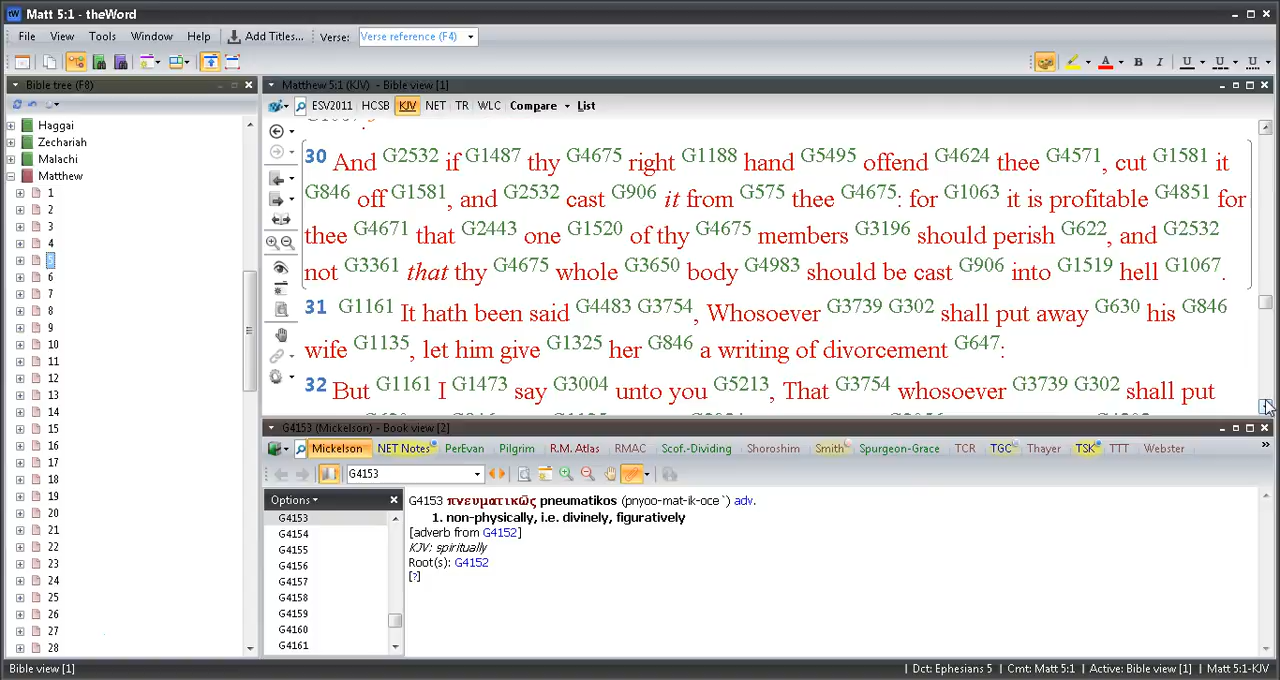 Matt 5:1 - theWord
File View Tools Window Help Add Titles... Verse: Verse reference (F4)
B I U U U
Bible tree (F8)
Haggai
Zechariah
Malachi
Matthew
1
2
3
4
5
6
7
8
9
10
11
12
13
14
15
16
17
18
19
20
21
22
23
24
25
26
27
28
Matthew 5:1 (KJV) - Bible view [1]
ESV2011 HCSB KJV NET TR WLC Compare List
30 And G2532 if G1487 thy G4675 right G1188 hand G5495 offend G4624 thee G4571 , cut G1581 it
G846 off G1581 , and G2532 cast G906 it from G575 thee G4675 : for G1063 it is profitable G4851 for
thee G4671 that G2443 one G1520 of thy G4675 members G3196 should perish G622 , and G2532
not G3361 that thy G4675 whole G3650 body G4983 should be cast G906 into G1519 hell G1067 .
31 G1161 It hath been said G4483 G3754 , Whosoever G3739 G302 shall put away G630 his G846
wife G1135 , let him give G1325 her G846 a writing of divorcement G647 :
32 But G1161 I G1473 say G3004 unto you G5213 , That G3754 whosoever G3739 G302 shall put
G4153 (Mickelson) - Book view [2]
Mickelson NET Notes PerEvan Pilgrim R.M. Atlas RMAC Scof.-Dividing Shoroshim Smith Spurgeon-Grace TCR TGC Thayer TSK TTT Webster
G4153
Options
G4153
G4154
G4155
G4156
G4157
G4158
G4159
G4160
G4161
G4153 πνευματικῶς pneumatikos (pnyoo-mat-ik-oce`) adv.
1. non-physically, i.e. divinely, figuratively
[adverb from G4152]
KJV: spiritually
Root(s): G4152
[?]
Bible view [1] Dct: Ephesians 5 Cmt: Matt 5:1 Active: Bible view [1] Matt 5:1-KJV